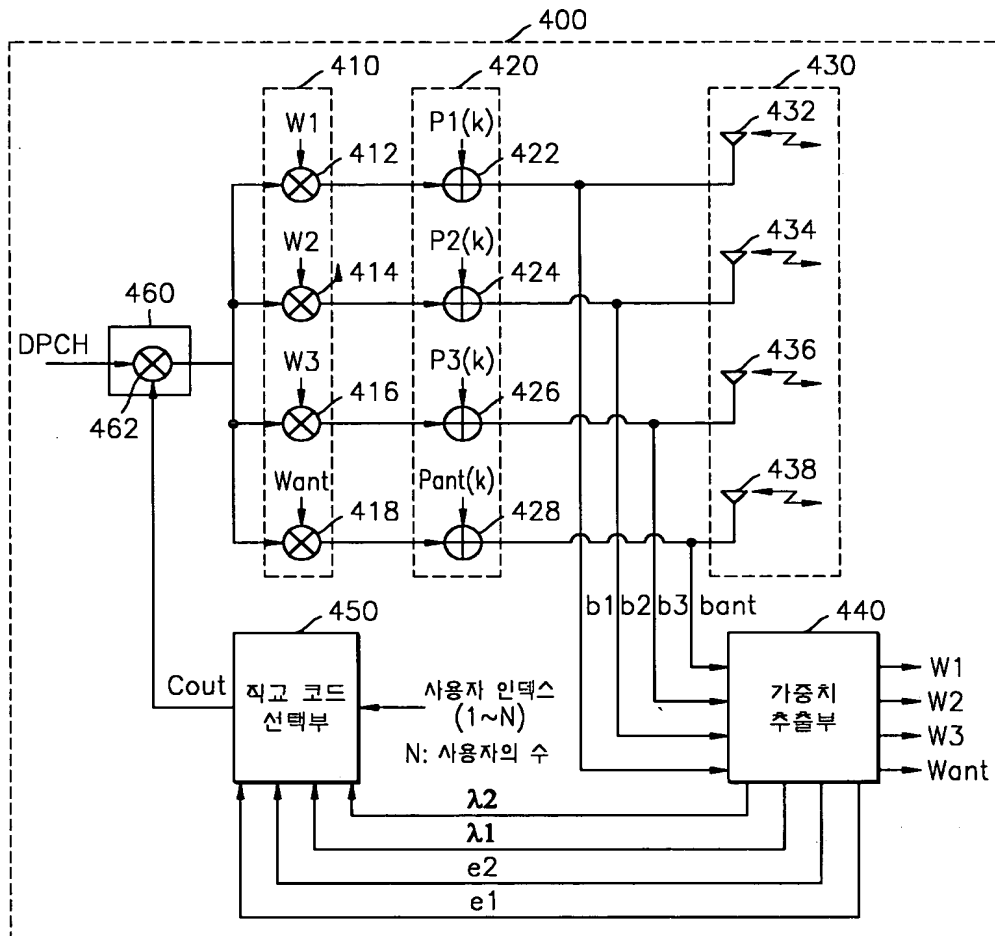 400
410
420
430
W1
P1(k)
432
412
422
W2
P2(k)
434
414
424
460
DPCH
W3
P3(k)
436
462
416
426
Want
Pant(k)
438
418
428
b1 b2 b3 bant
450
440
Cout
직교 코드
선택부
사용자 인덱스
(1~N)
N: 사용자의 수
가중치
추출부
W1
W2
W3
Want
λ2
λ1
e2
e1